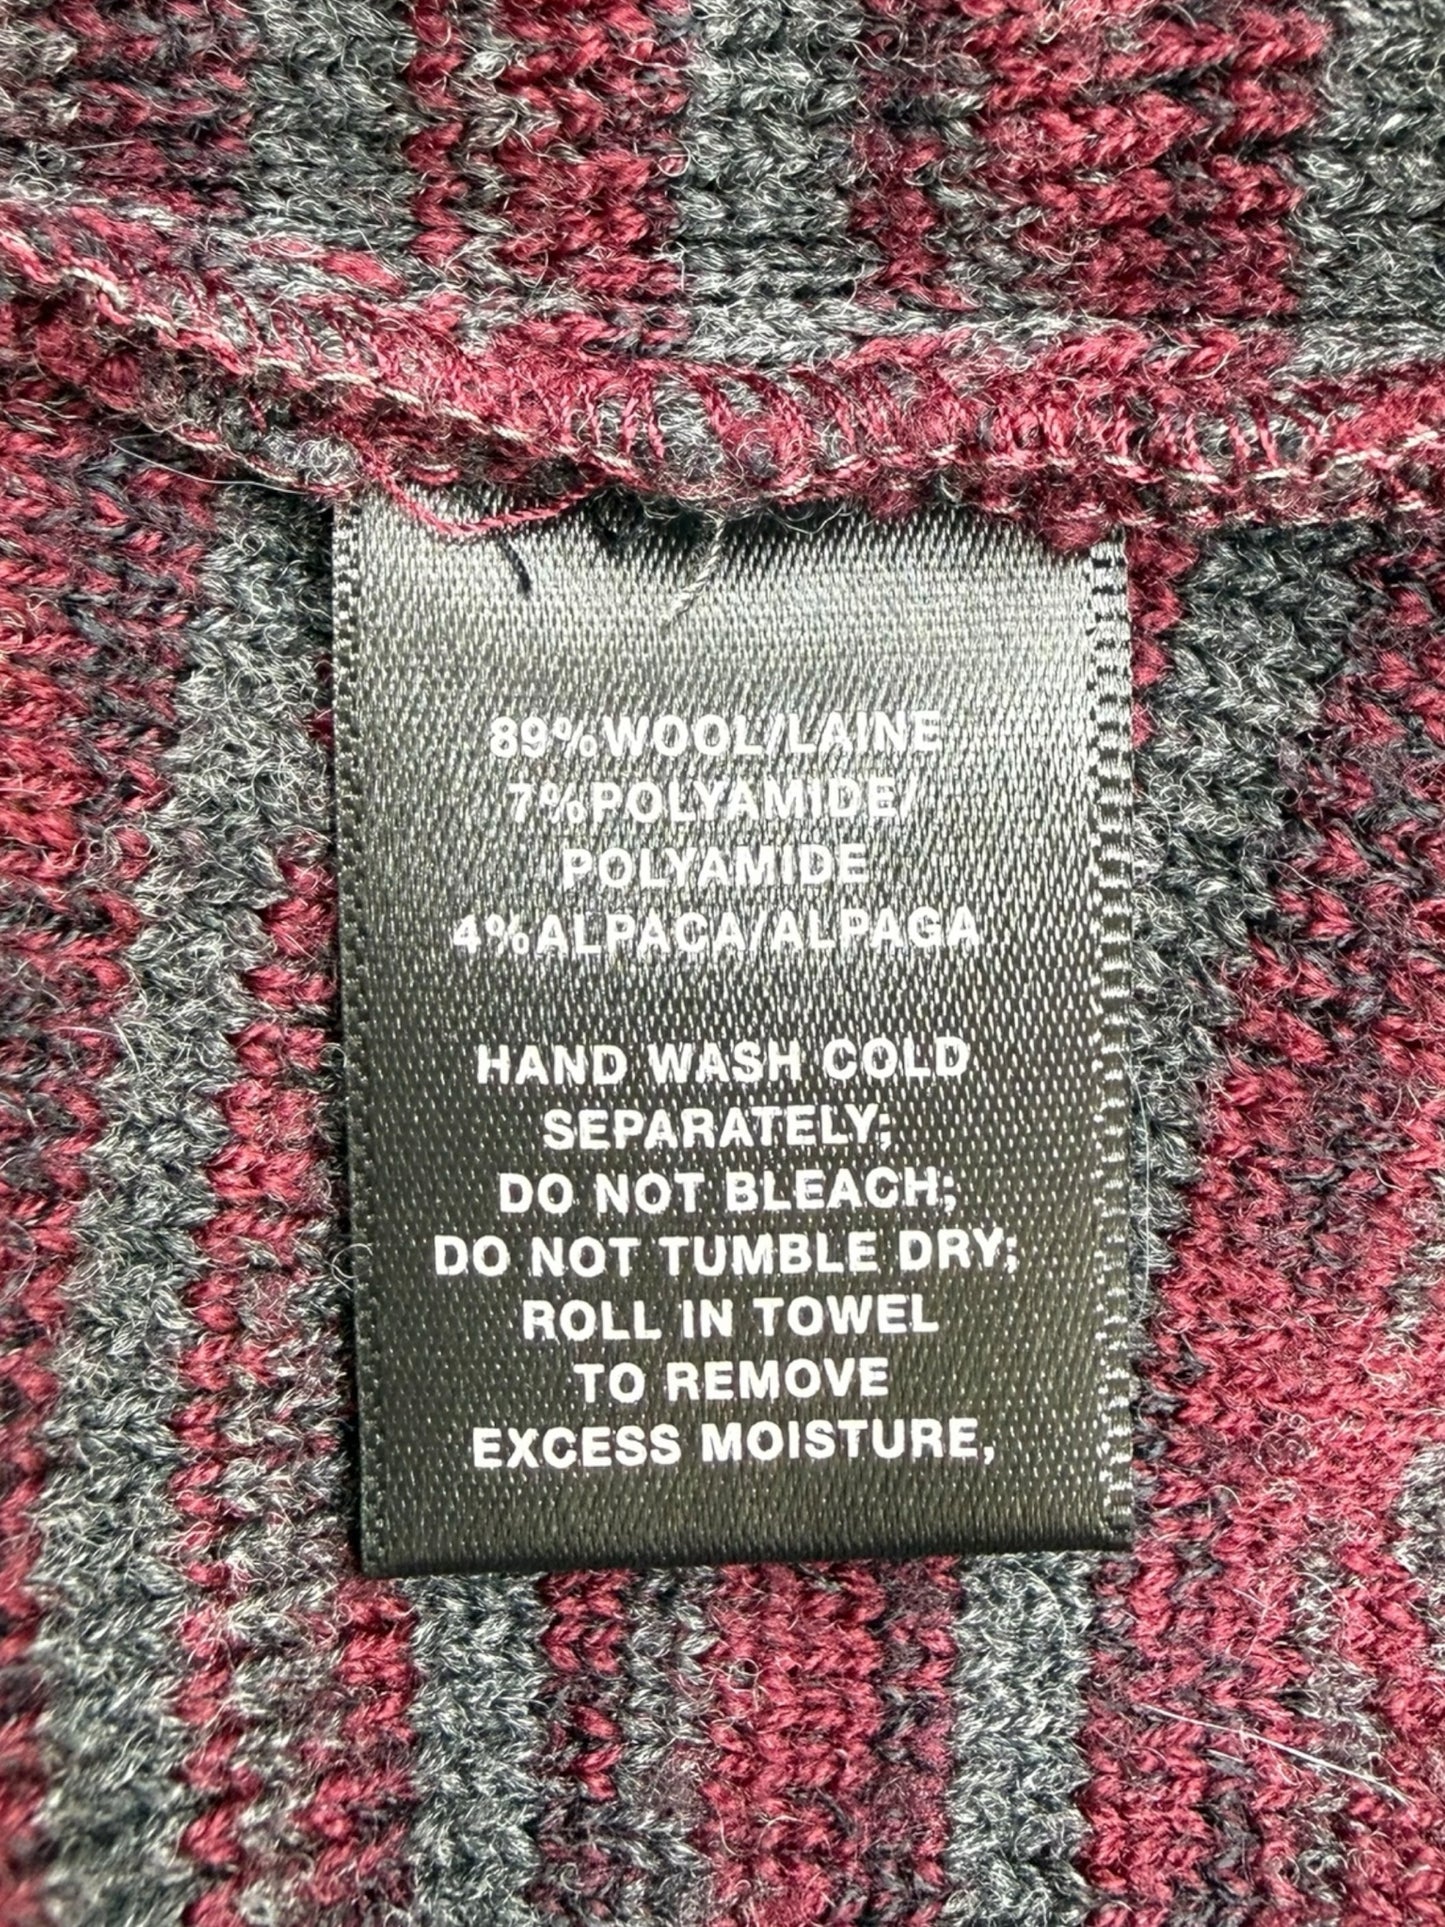 89%WOOL/LAINE
7%POLYAMIDE/
POLYAMIDE
4%ALPACA/ALPAGA
HAND WASH COLD
SEPARATELY;
DO NOT BLEACH;
DO NOT TUMBLE DRY;
ROLL IN TOWEL
TO REMOVE
EXCESS MOISTURE,